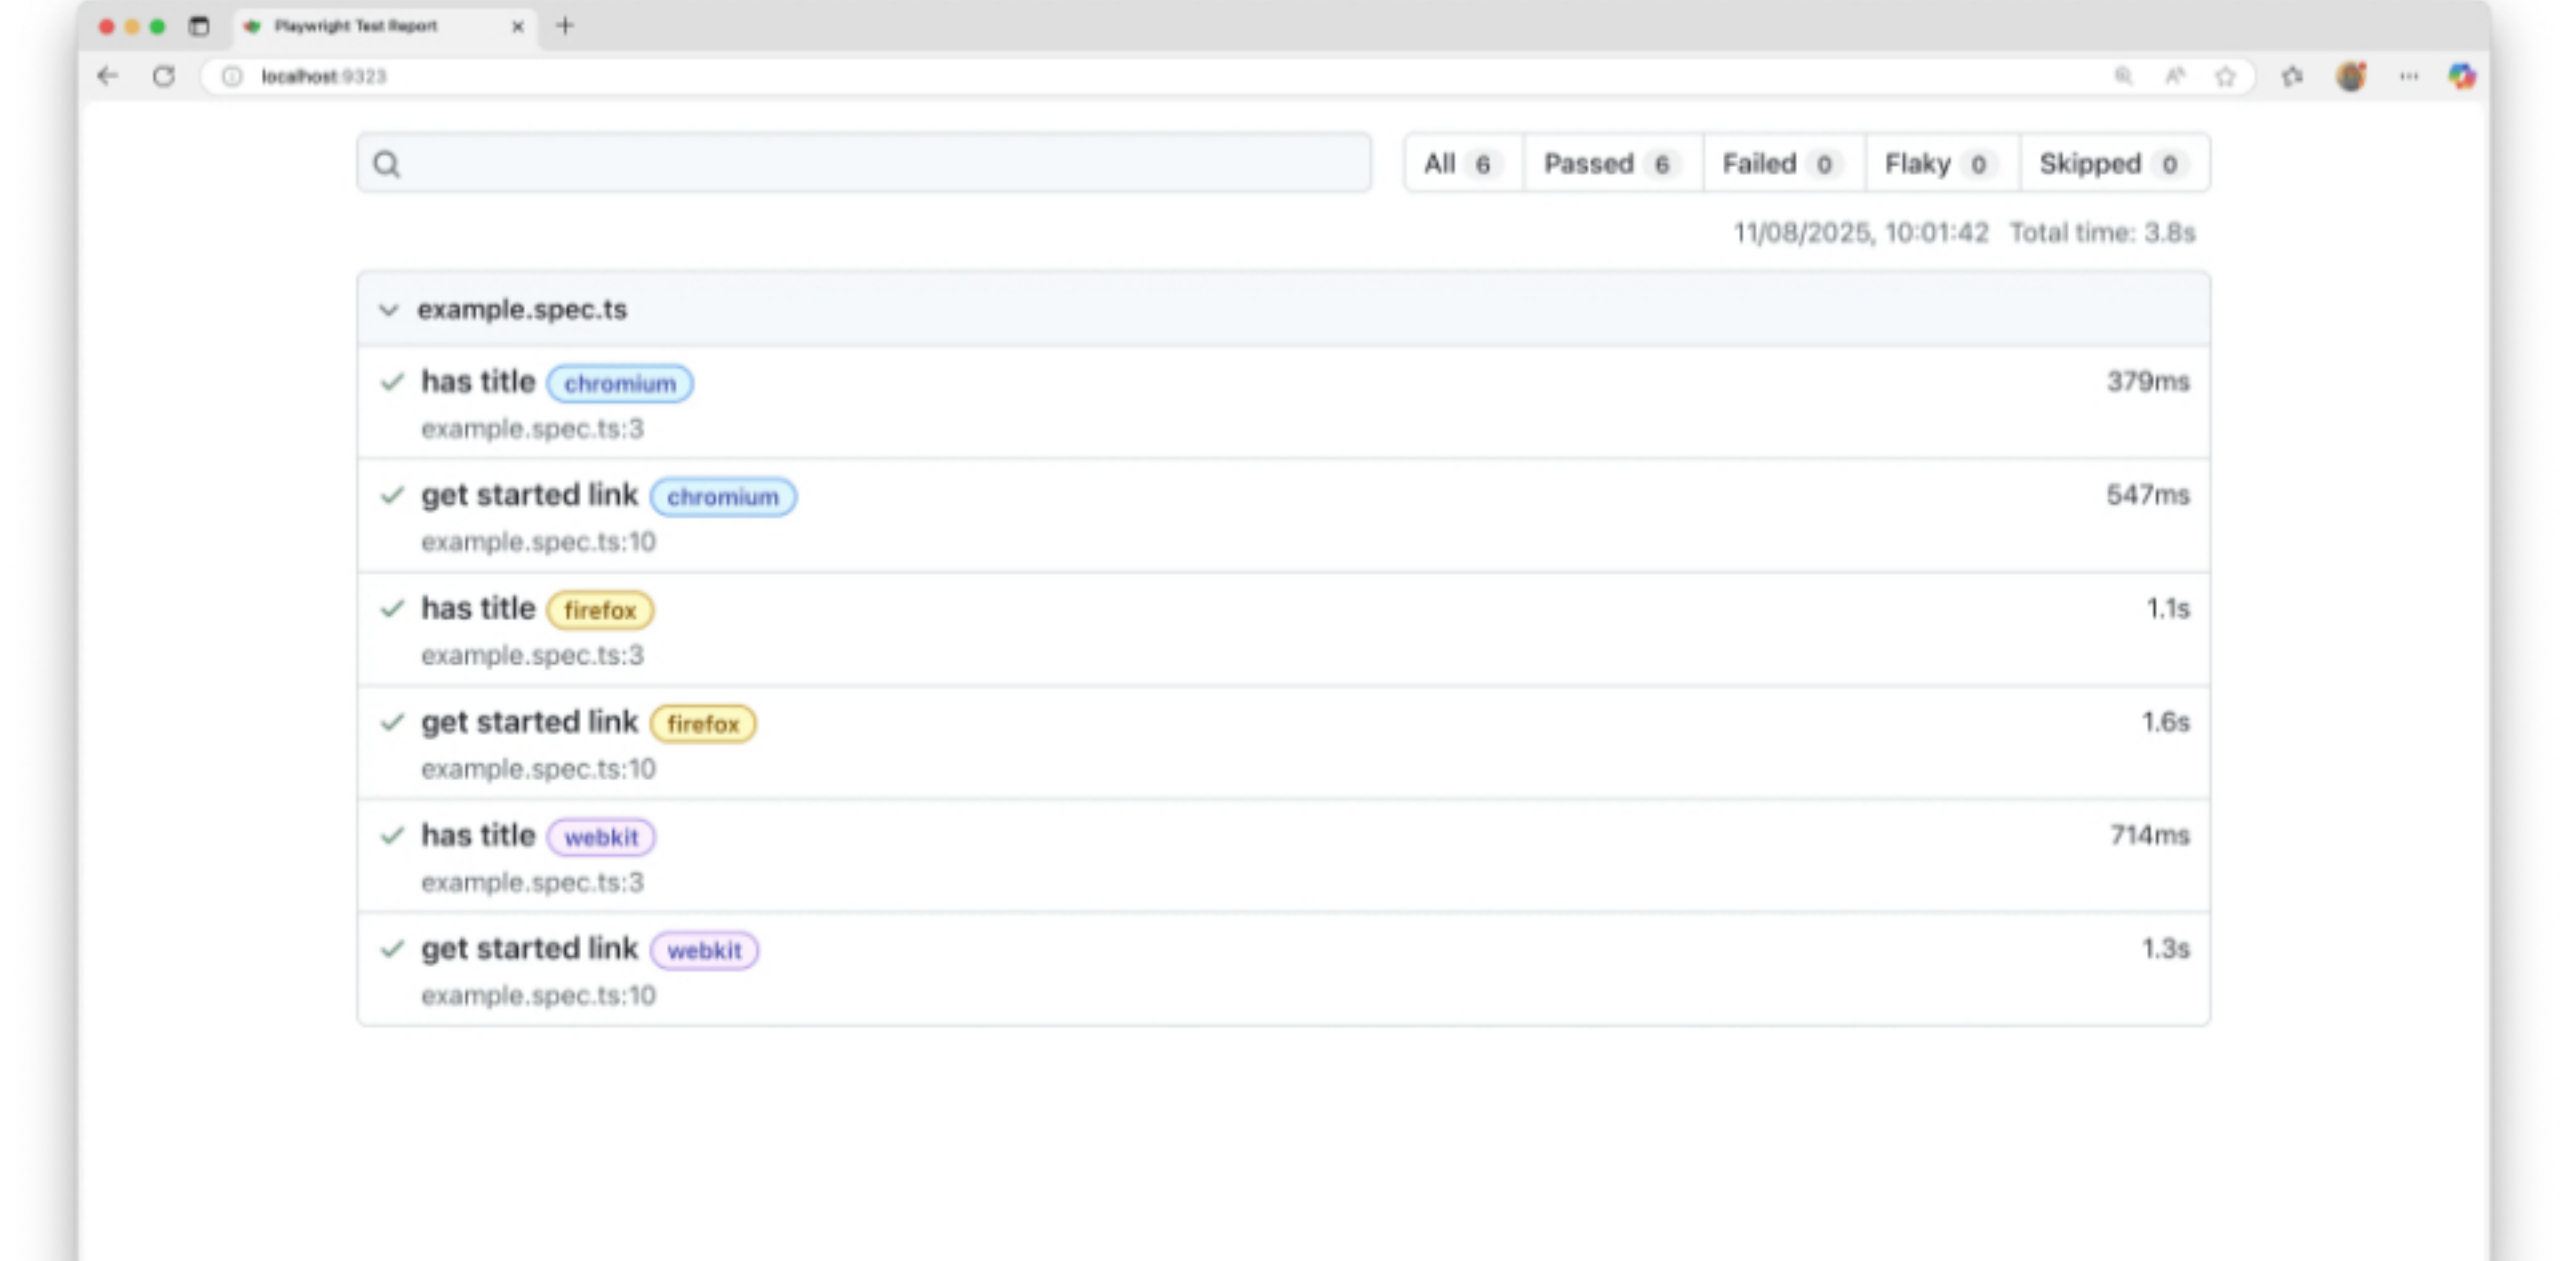 Playwright Test Report
localhost:9323
All 6 Passed 6 Failed 0 Flaky 0 Skipped 0
11/08/2025, 10:01:42 Total time: 3.8s
example.spec.ts
has title chromium 379ms
example.spec.ts:3
get started link chromium 547ms
example.spec.ts:10
has title firefox 1.1s
example.spec.ts:3
get started link firefox 1.6s
example.spec.ts:10
has title webkit 714ms
example.spec.ts:3
get started link webkit 1.3s
example.spec.ts:10